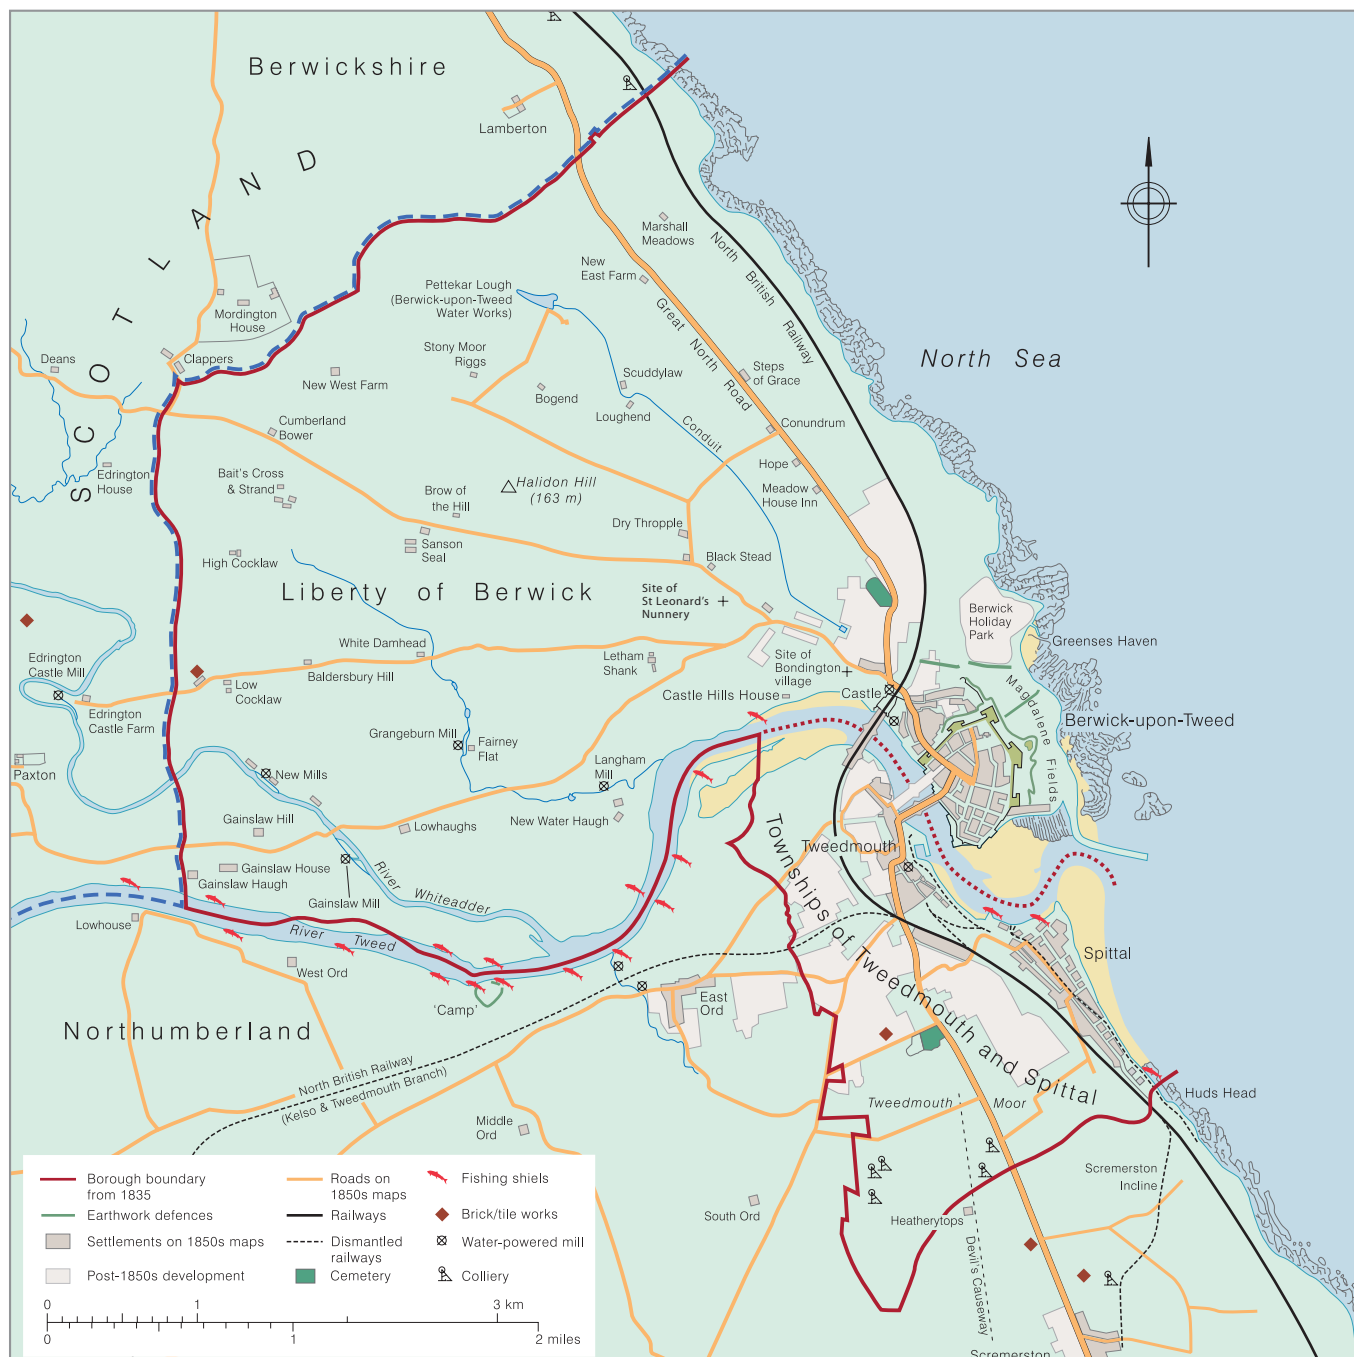 Berwickshire
SCOTLAND
Lamberton
Marshall
Meadows
New
East Farm
North British Railway
Great North Road
North Sea
Pettekar Lough
(Berwick-upon-Tweed
Water Works)
Mordington
House
Clappers
Deans
Stony Moor
Riggs
New West Farm
Bogend
Scuddylaw
Loughend
Steps
of Grace
Conduit
Conundrum
Cumberland
Bower
Edrington
House
Bait's Cross
& Strand
Brow of
the Hill
Halidon Hill
(163 m)
Hope
Meadow
House Inn
Dry Thropple
Sanson
Seal
High Cocklaw
Black Stead
Liberty of Berwick
Site of
St Leonard's
Nunnery
Berwick
Holiday
Park
Greenses Haven
White Damhead
Edrington
Castle Mill
Letham
Shank
Site of
Bondington
village
Baldersbury Hill
Low
Cocklaw
Castle Hills House
Castle
Magdalene Fields
Berwick-upon-Tweed
Edrington
Castle Farm
Grangeburn Mill
Fairney
Flat
Paxton
New Mills
Langham
Mill
Gainslaw Hill
Lowhaughs
New Water Haugh
Tweedmouth
Gainslaw House
Gainslaw Haugh
Gainslaw Mill
River Whiteadder
Lowhouse
River Tweed
West Ord
'Camp'
East
Ord
Spittal
Townships of Tweedmouth and Spittal
Northumberland
North British Railway
(Kelso & Tweedmouth Branch)
Middle
Ord
Tweedmouth Moor
Huds Head
Scremerston
Incline
South Ord
Heatherytops
Devil's Causeway
Scremerston
Borough boundary
from 1835
Earthwork defences
Settlements on 1850s maps
Post-1850s development
Roads on
1850s maps
Railways
Dismantled
railways
Cemetery
Fishing shiels
Brick/tile works
Water-powered mill
Colliery
0 1 3 km
0 1 2 miles